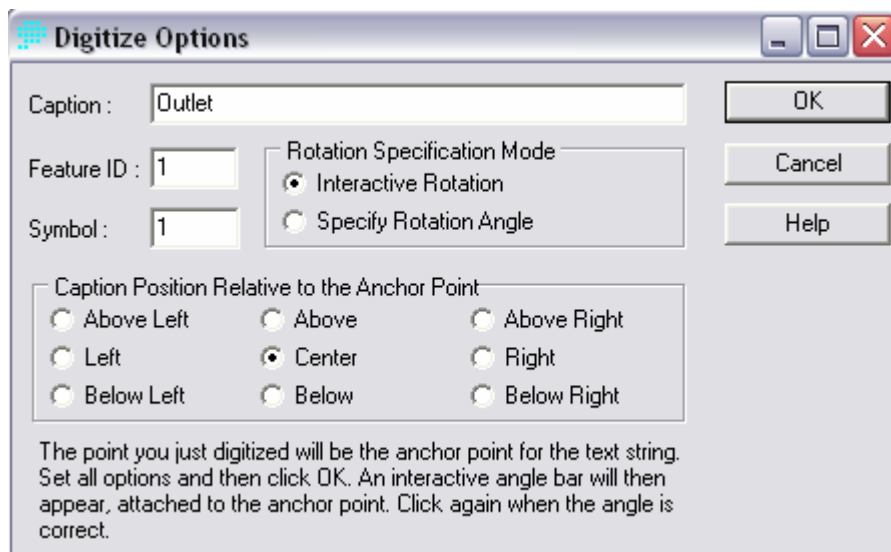 Digitize Options
Caption : Outlet OK
Feature ID : 1 Rotation Specification Mode Cancel
Interactive Rotation
Symbol : 1 Specify Rotation Angle Help
Caption Position Relative to the Anchor Point
Above Left Above Above Right
Left Center Right
Below Left Below Below Right
The point you just digitized will be the anchor point for the text string.
Set all options and then click OK. An interactive angle bar will then
appear, attached to the anchor point. Click again when the angle is
correct.